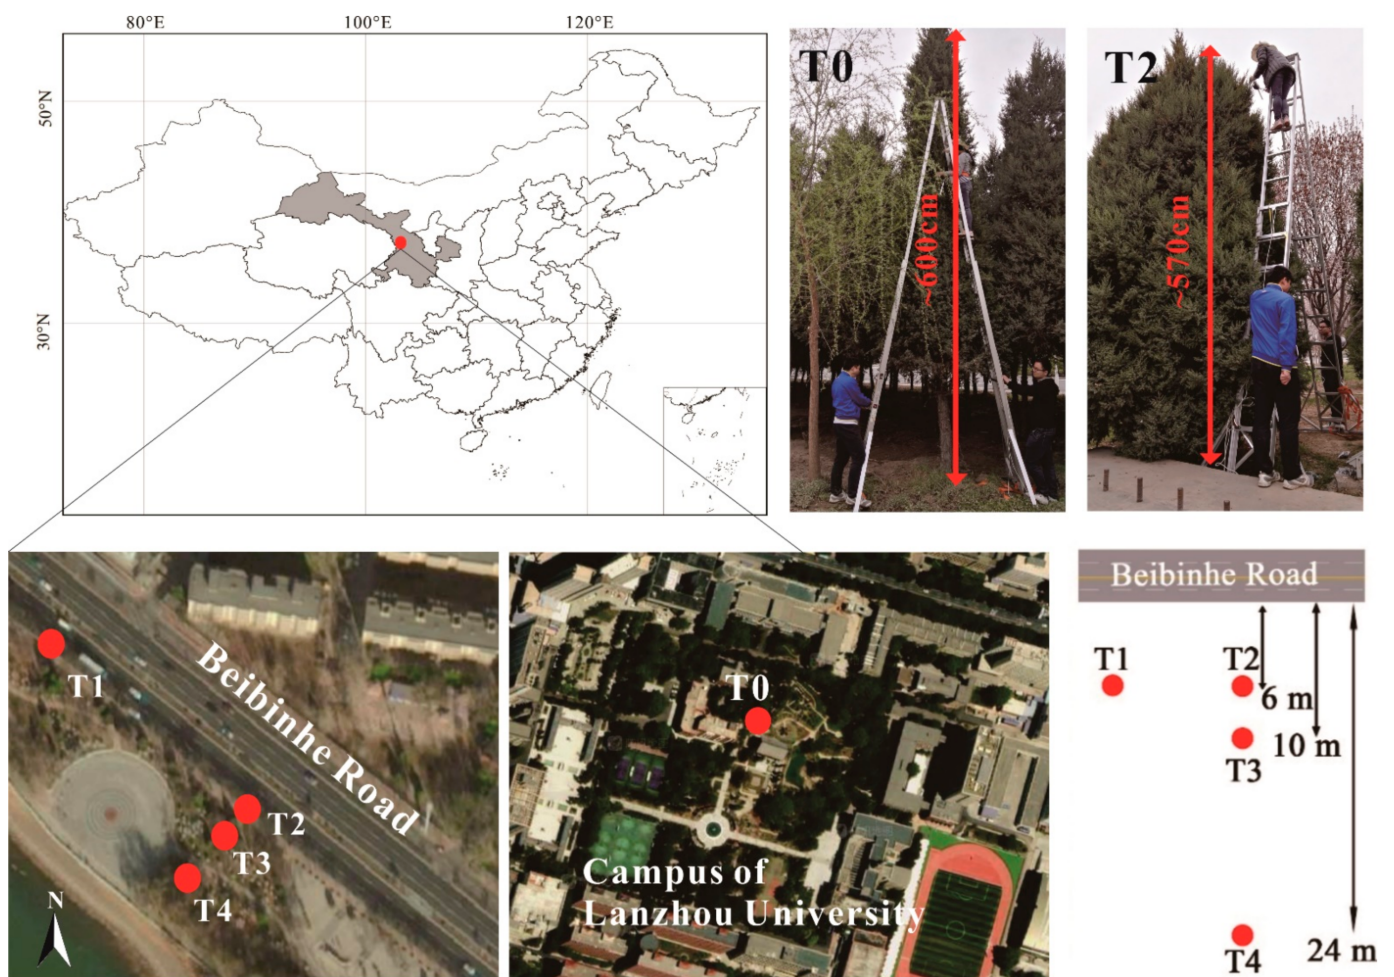 80°E
100°E
120°E
50°N
30°N
T0
~600cm
T2
~570cm
T1
Beibinhe Road
T2
T3
T4
N
T0
Campus of
Lanzhou University
Beibinhe Road
T1
T2
6 m
10 m
T3
T4
24 m